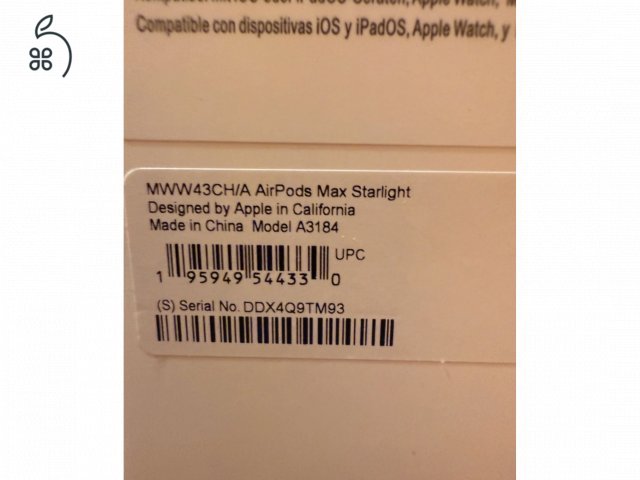 Compatible con dispositivas iOS y iPadOS, Apple Watch, y
MWW43CH/A AirPods Max Starlight
Designed by Apple in California
Made in China Model A3184
UPC
1 95949 54433 0
(S) Serial No. DDX4Q9TM93